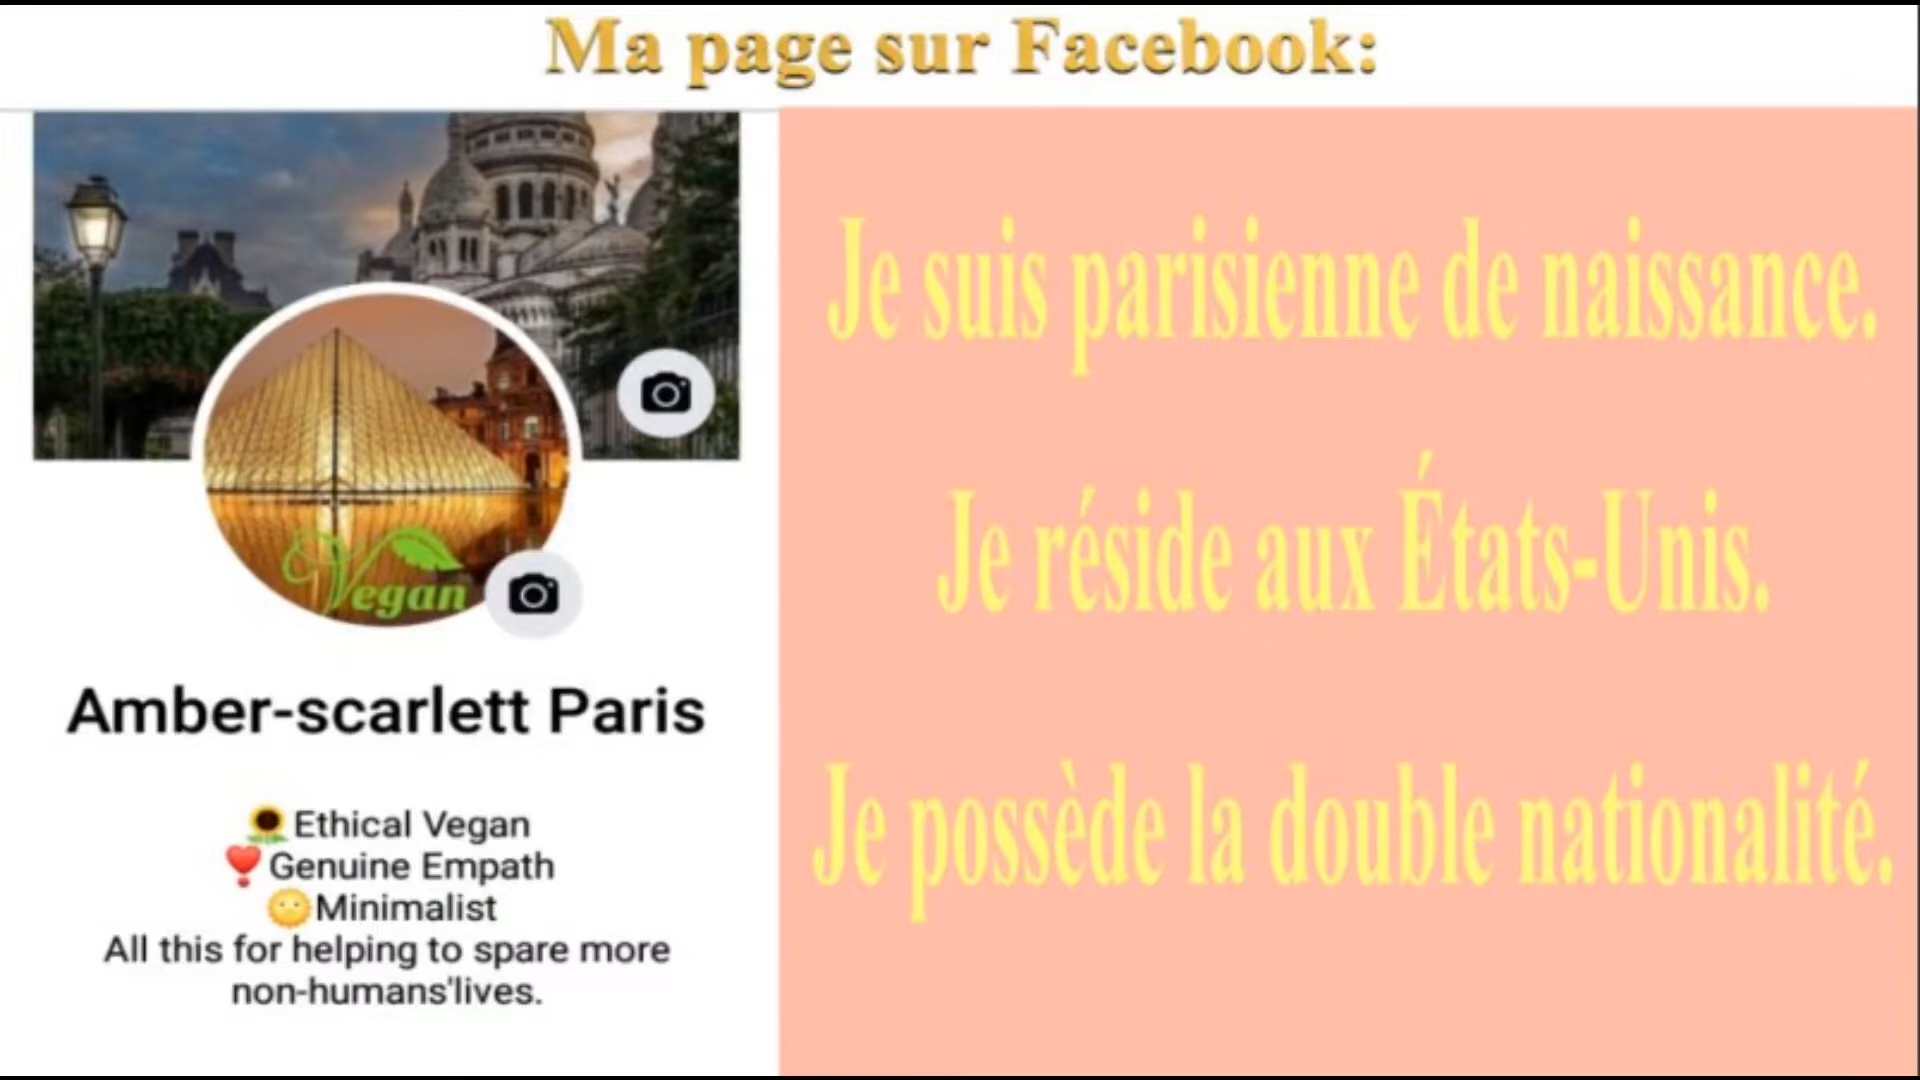 Ma page sur Facebook:
Vegan
Amber-scarlett Paris
Ethical Vegan
Genuine Empath
Minimalist
All this for helping to spare more
non-humans'lives.
Je suis parisienne de naissance.
Je réside aux États-Unis.
Je possède la double nationalité.